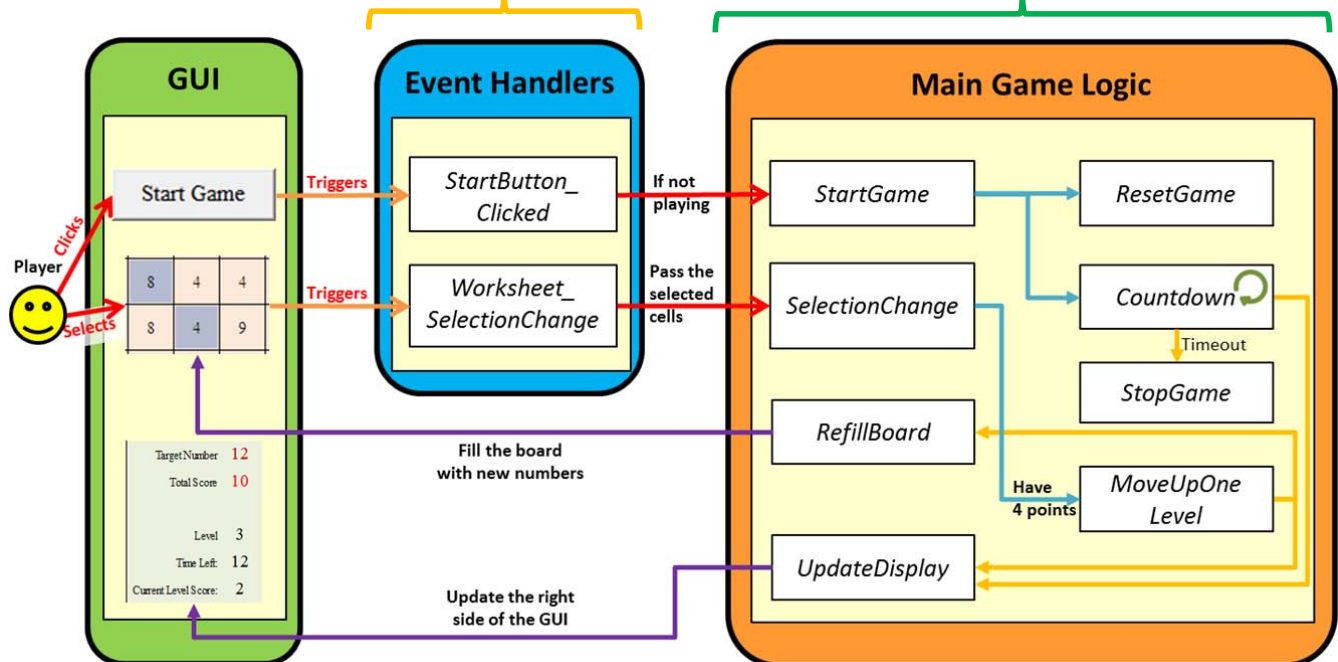 GUI
Event Handlers
Main Game Logic
Start Game
Triggers
StartButton_
Clicked
If not
playing
StartGame
ResetGame
Clicks
Player
Selects
8 4 4
8 4 9
Triggers
Worksheet_
SelectionChange
Pass the
selected
cells
SelectionChange
Countdown
Timeout
StopGame
Fill the board
with new numbers
RefillBoard
Have
4 points
MoveUpOne
Level
Target Number 12
Total Score 10
Level 3
Time Left: 12
Current Level Score: 2
Update the right
side of the GUI
UpdateDisplay